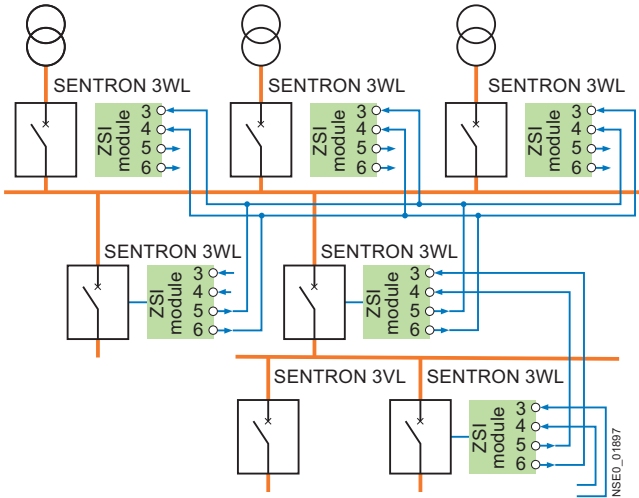 SENTRON 3WL
SENTRON 3WL
SENTRON 3WL
ZSI
module
3
4
5
6
ZSI
module
3
4
5
6
ZSI
module
3
4
5
6
SENTRON 3WL
SENTRON 3WL
ZSI
module
3
4
5
6
ZSI
module
3
4
5
6
SENTRON 3VL
SENTRON 3WL
ZSI
module
3
4
5
6
NSE0_01897